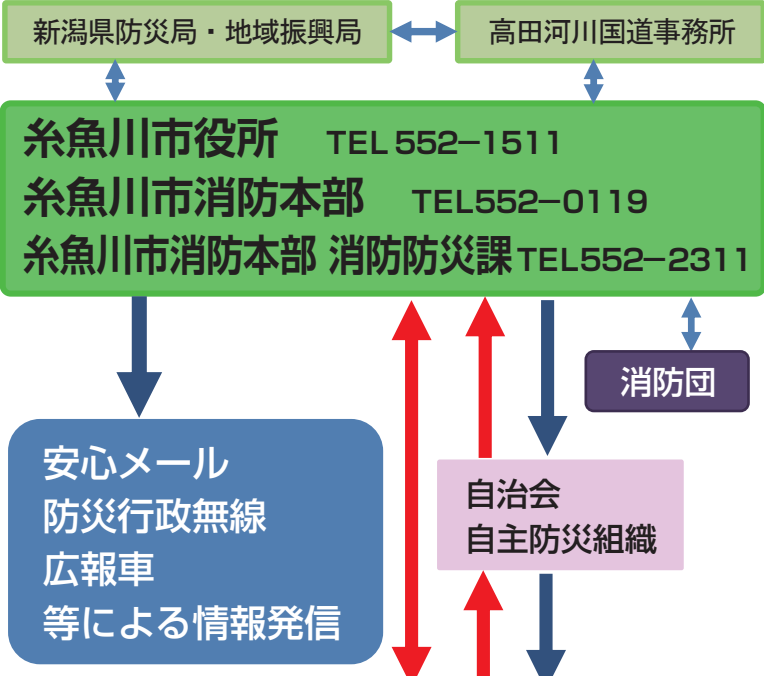 新潟県防災局・地域振興局
高田河川国道事務所
糸魚川市役所 TEL 552−1511
糸魚川市消防本部 TEL552−0119
糸魚川市消防本部 消防防災課 TEL552−2311
消防団
安心メール
防災行政無線
広報車
等による情報発信
自治会
自主防災組織